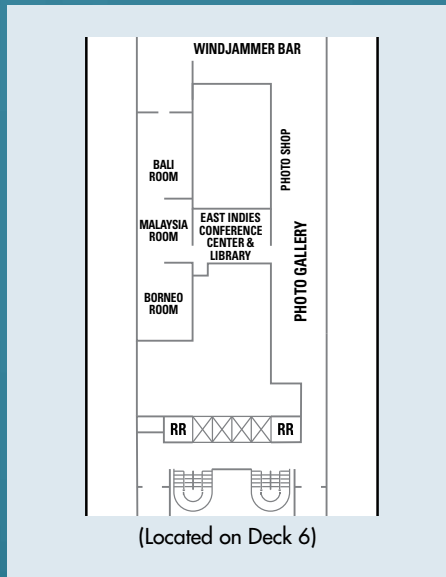 WINDJAMMER BAR
BALI
ROOM
PHOTO SHOP
MALAYSIA
ROOM
EAST INDIES
CONFERENCE
CENTER &
LIBRARY
PHOTO GALLERY
BORNEO
ROOM
RR
RR
(Located on Deck 6)